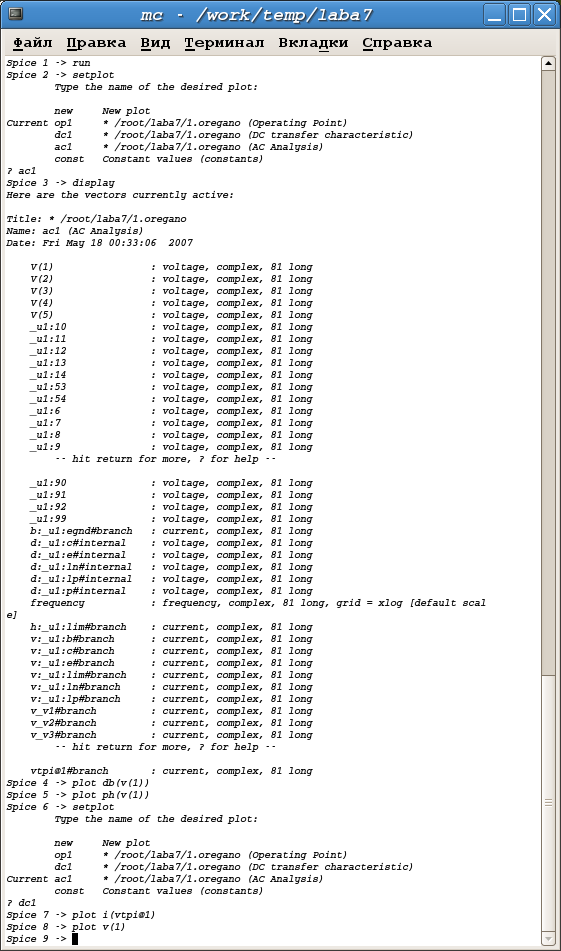 mc - /work/temp/laba7
Файл Правка Вид Терминал Вкладки Справка
Spice 1 -> run
Spice 2 -> setplot
        Type the name of the desired plot:
        new     New plot
Current op1     * /root/laba7/1.oregano (Operating Point)
        dc1     * /root/laba7/1.oregano (DC transfer characteristic)
        ac1     * /root/laba7/1.oregano (AC Analysis)
        const   Constant values (constants)
? ac1
Spice 3 -> display
Here are the vectors currently active:
Title: * /root/laba7/1.oregano
Name: ac1 (AC Analysis)
Date: Fri May 18 00:33:06  2007
    V(1)                : voltage, complex, 81 long
    V(2)                : voltage, complex, 81 long
    V(3)                : voltage, complex, 81 long
    V(4)                : voltage, complex, 81 long
    V(5)                : voltage, complex, 81 long
    _u1:10              : voltage, complex, 81 long
    _u1:11              : voltage, complex, 81 long
    _u1:12              : voltage, complex, 81 long
    _u1:13              : voltage, complex, 81 long
    _u1:14              : voltage, complex, 81 long
    _u1:53              : voltage, complex, 81 long
    _u1:54              : voltage, complex, 81 long
    _u1:6               : voltage, complex, 81 long
    _u1:7               : voltage, complex, 81 long
    _u1:8               : voltage, complex, 81 long
    _u1:9               : voltage, complex, 81 long
        -- hit return for more, ? for help --
    _u1:90              : voltage, complex, 81 long
    _u1:91              : voltage, complex, 81 long
    _u1:92              : voltage, complex, 81 long
    _u1:99              : voltage, complex, 81 long
    b:_u1:egnd#branch   : current, complex, 81 long
    d:_u1:c#internal    : voltage, complex, 81 long
    d:_u1:e#internal    : voltage, complex, 81 long
    d:_u1:ln#internal   : voltage, complex, 81 long
    d:_u1:lp#internal   : voltage, complex, 81 long
    d:_u1:p#internal    : voltage, complex, 81 long
    frequency           : frequency, complex, 81 long, grid = xlog [default scal
e]
    h:_u1:lim#branch    : current, complex, 81 long
    v:_u1:b#branch      : current, complex, 81 long
    v:_u1:c#branch      : current, complex, 81 long
    v:_u1:e#branch      : current, complex, 81 long
    v:_u1:lim#branch    : current, complex, 81 long
    v:_u1:ln#branch     : current, complex, 81 long
    v:_u1:lp#branch     : current, complex, 81 long
    v_v1#branch         : current, complex, 81 long
    v_v2#branch         : current, complex, 81 long
    v_v3#branch         : current, complex, 81 long
        -- hit return for more, ? for help --
    vtpi@1#branch       : current, complex, 81 long
Spice 4 -> plot db(v(1))
Spice 5 -> plot ph(v(1))
Spice 6 -> setplot
        Type the name of the desired plot:
        new     New plot
        op1     * /root/laba7/1.oregano (Operating Point)
        dc1     * /root/laba7/1.oregano (DC transfer characteristic)
Current ac1     * /root/laba7/1.oregano (AC Analysis)
        const   Constant values (constants)
? dc1
Spice 7 -> plot i(vtpi@1)
Spice 8 -> plot v(1)
Spice 9 ->